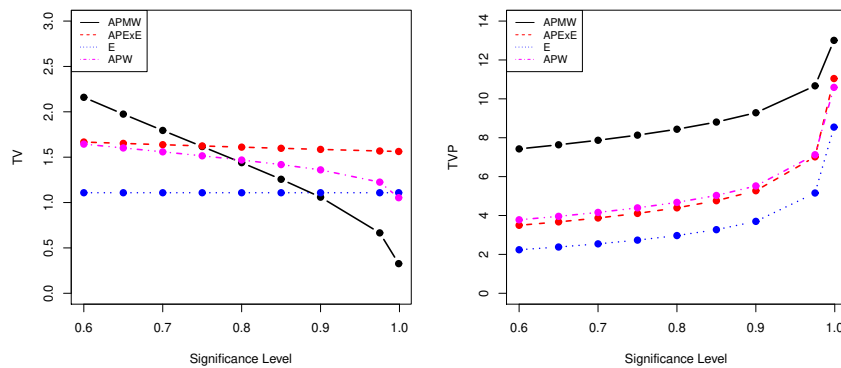 APMW
APExE
E
APW
TV
0.0 0.5 1.0 1.5 2.0 2.5 3.0
0.6 0.7 0.8 0.9 1.0
Significance Level
APMW
APExE
E
APW
TVP
0 2 4 6 8 10 12 14
0.6 0.7 0.8 0.9 1.0
Significance Level